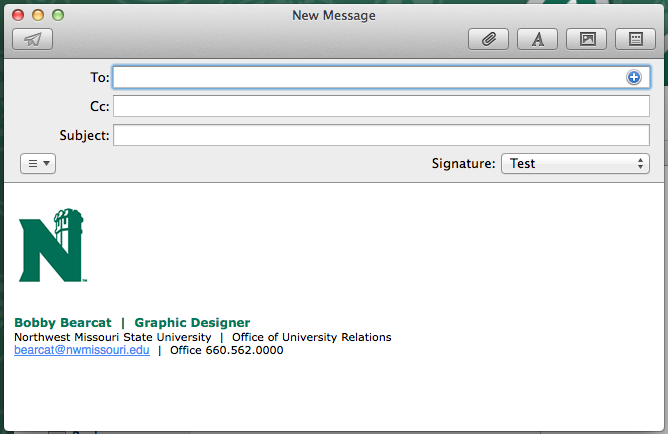 New Message
To:
Cc:
Subject:
Signature: Test
N™
Bobby Bearcat | Graphic Designer
Northwest Missouri State University | Office of University Relations
bearcat@nwmissouri.edu | Office 660.562.0000